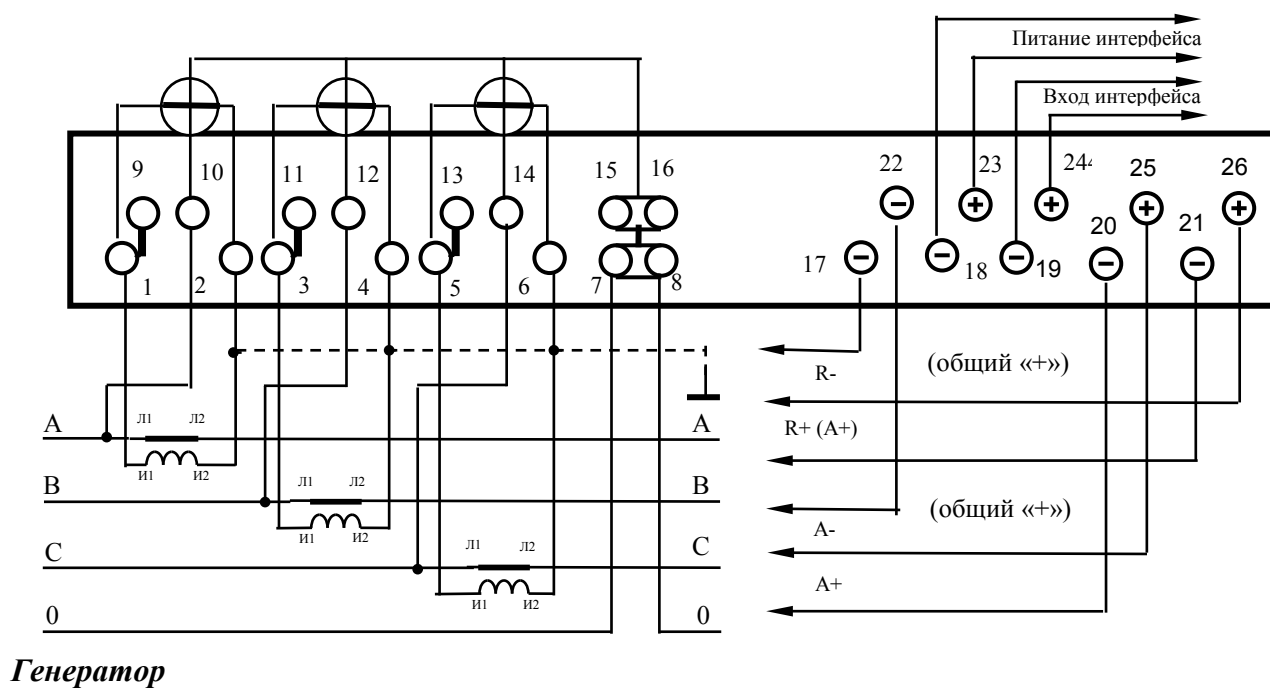 Питание интерфейса
Вход интерфейса
9 10 11 12 13 14 15 16 22 23 24 25 26
20 21
1 2 3 4 5 6 7 8 17 18 19
R-
(общий «+»)
A Л1 Л2 A
R+ (A+)
И1 И2
B Л1 Л2 B
(общий «+»)
И1 И2
A-
C Л1 Л2 C
A+
И1 И2
0 0
Генератор